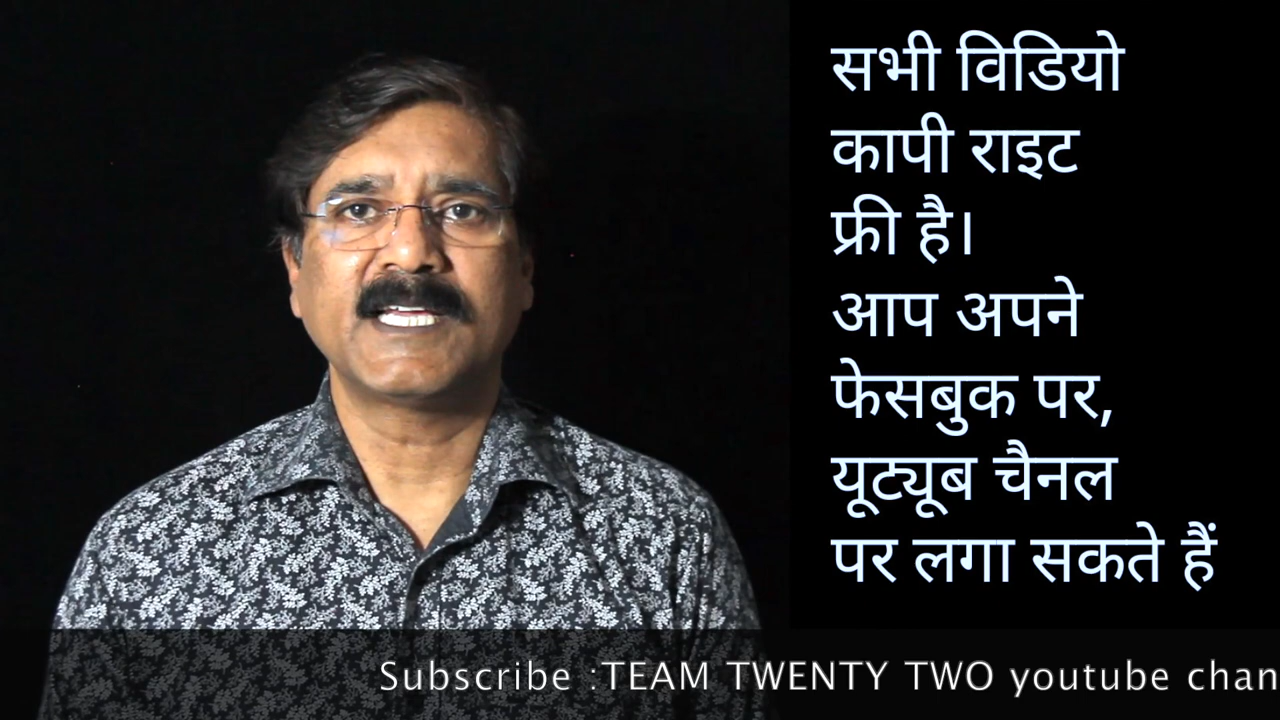 सभी विडियो
कापी राइट
फ्री है।
आप अपने
फेसबुक पर,
यूट्यूब चैनल
पर लगा सकते हैं
Subscribe :TEAM TWENTY TWO youtube chan